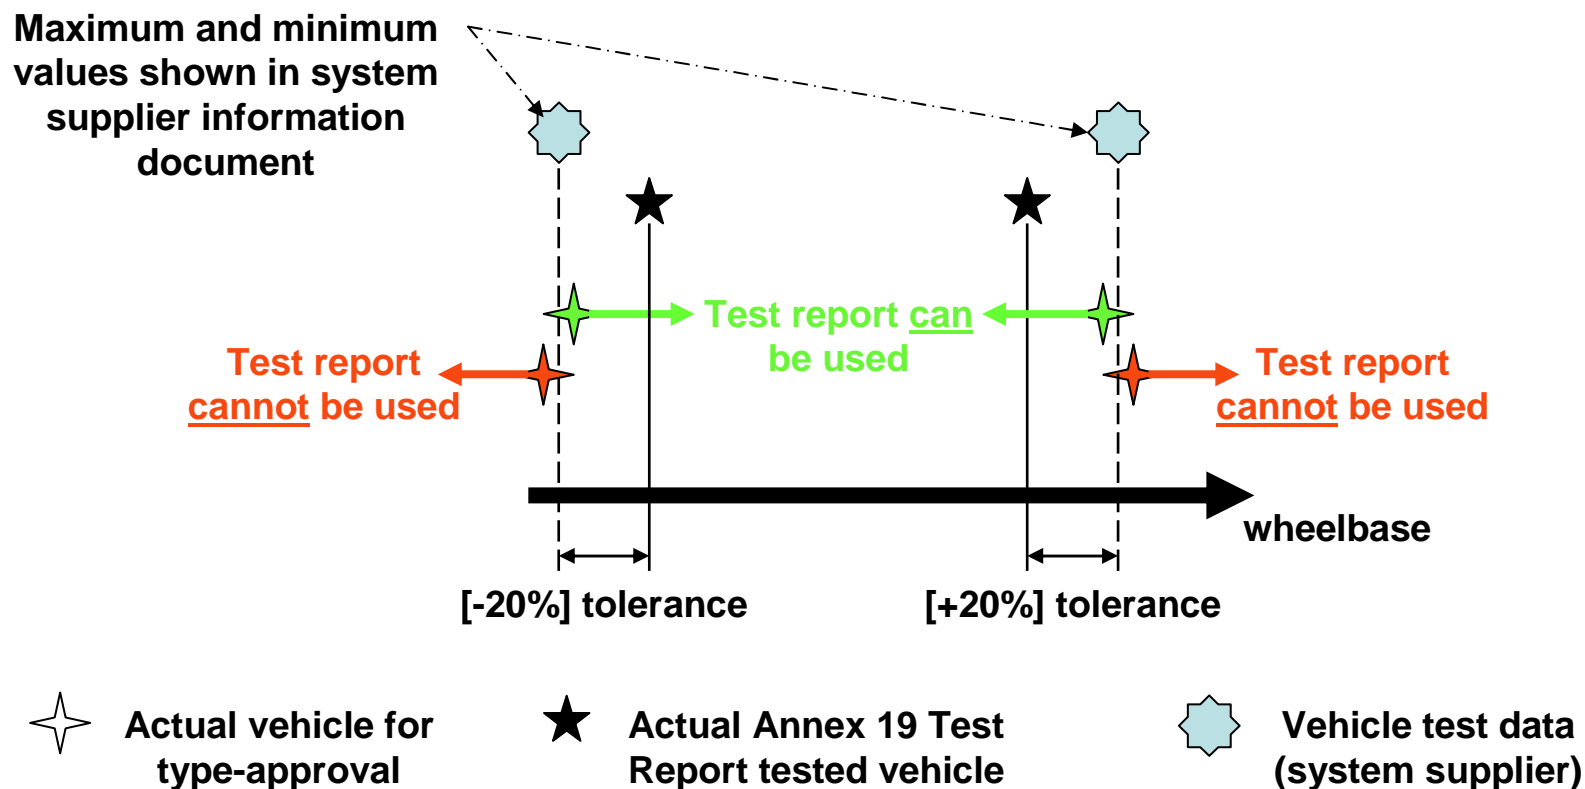 Maximum and minimum
values shown in system
supplier information
document
Test report can
be used
Test report
cannot be used
Test report
cannot be used
wheelbase
[-20%] tolerance
[+20%] tolerance
Actual vehicle for
type-approval
Actual Annex 19 Test
Report tested vehicle
Vehicle test data
(system supplier)